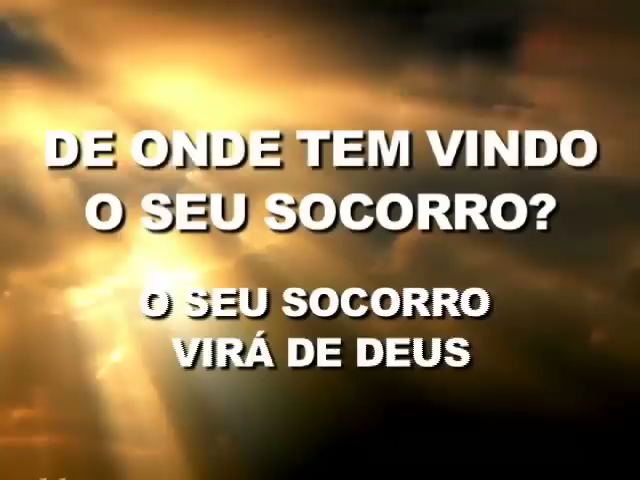 DE ONDE TEM VINDO
O SEU SOCORRO?
O SEU SOCORRO
VIRÁ DE DEUS